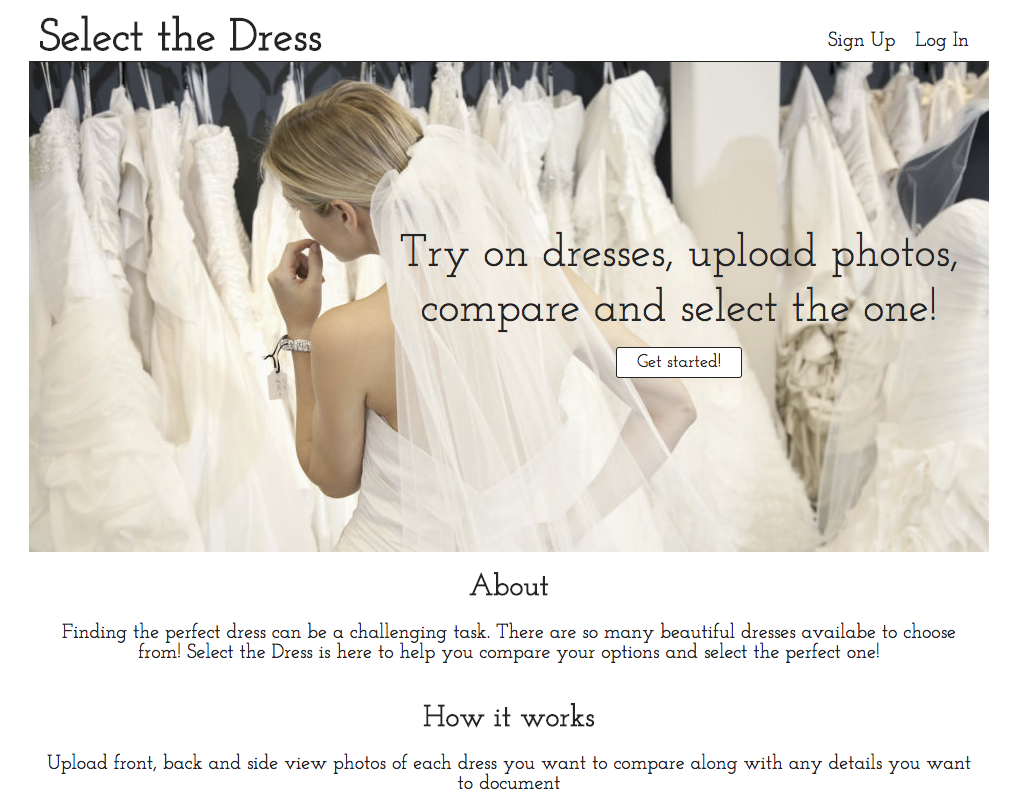 Select the Dress
Sign Up Log In
Try on dresses, upload photos,
compare and select the one!
Get started!
About
Finding the perfect dress can be a challenging task. There are so many beautiful dresses availabe to choose
from! Select the Dress is here to help you compare your options and select the perfect one!
How it works
Upload front, back and side view photos of each dress you want to compare along with any details you want
to document